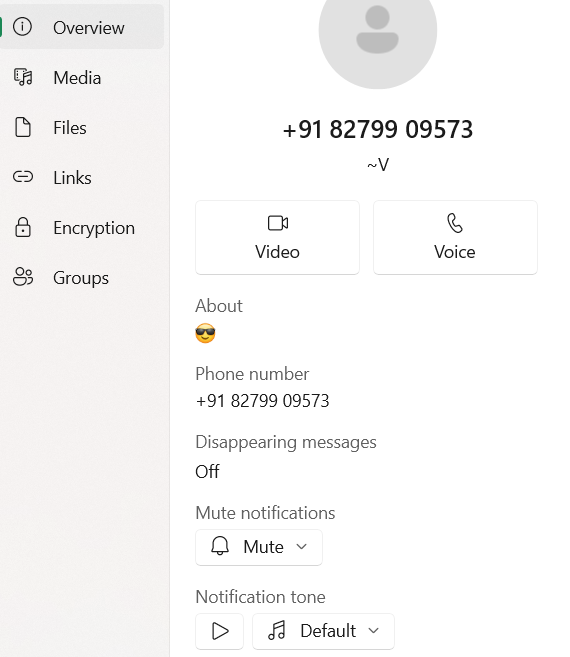 Overview
Media
Files
Links
Encryption
Groups
+91 82799 09573
~V
Video
Voice
About
😎
Phone number
+91 82799 09573
Disappearing messages
Off
Mute notifications
Mute
Notification tone
Default